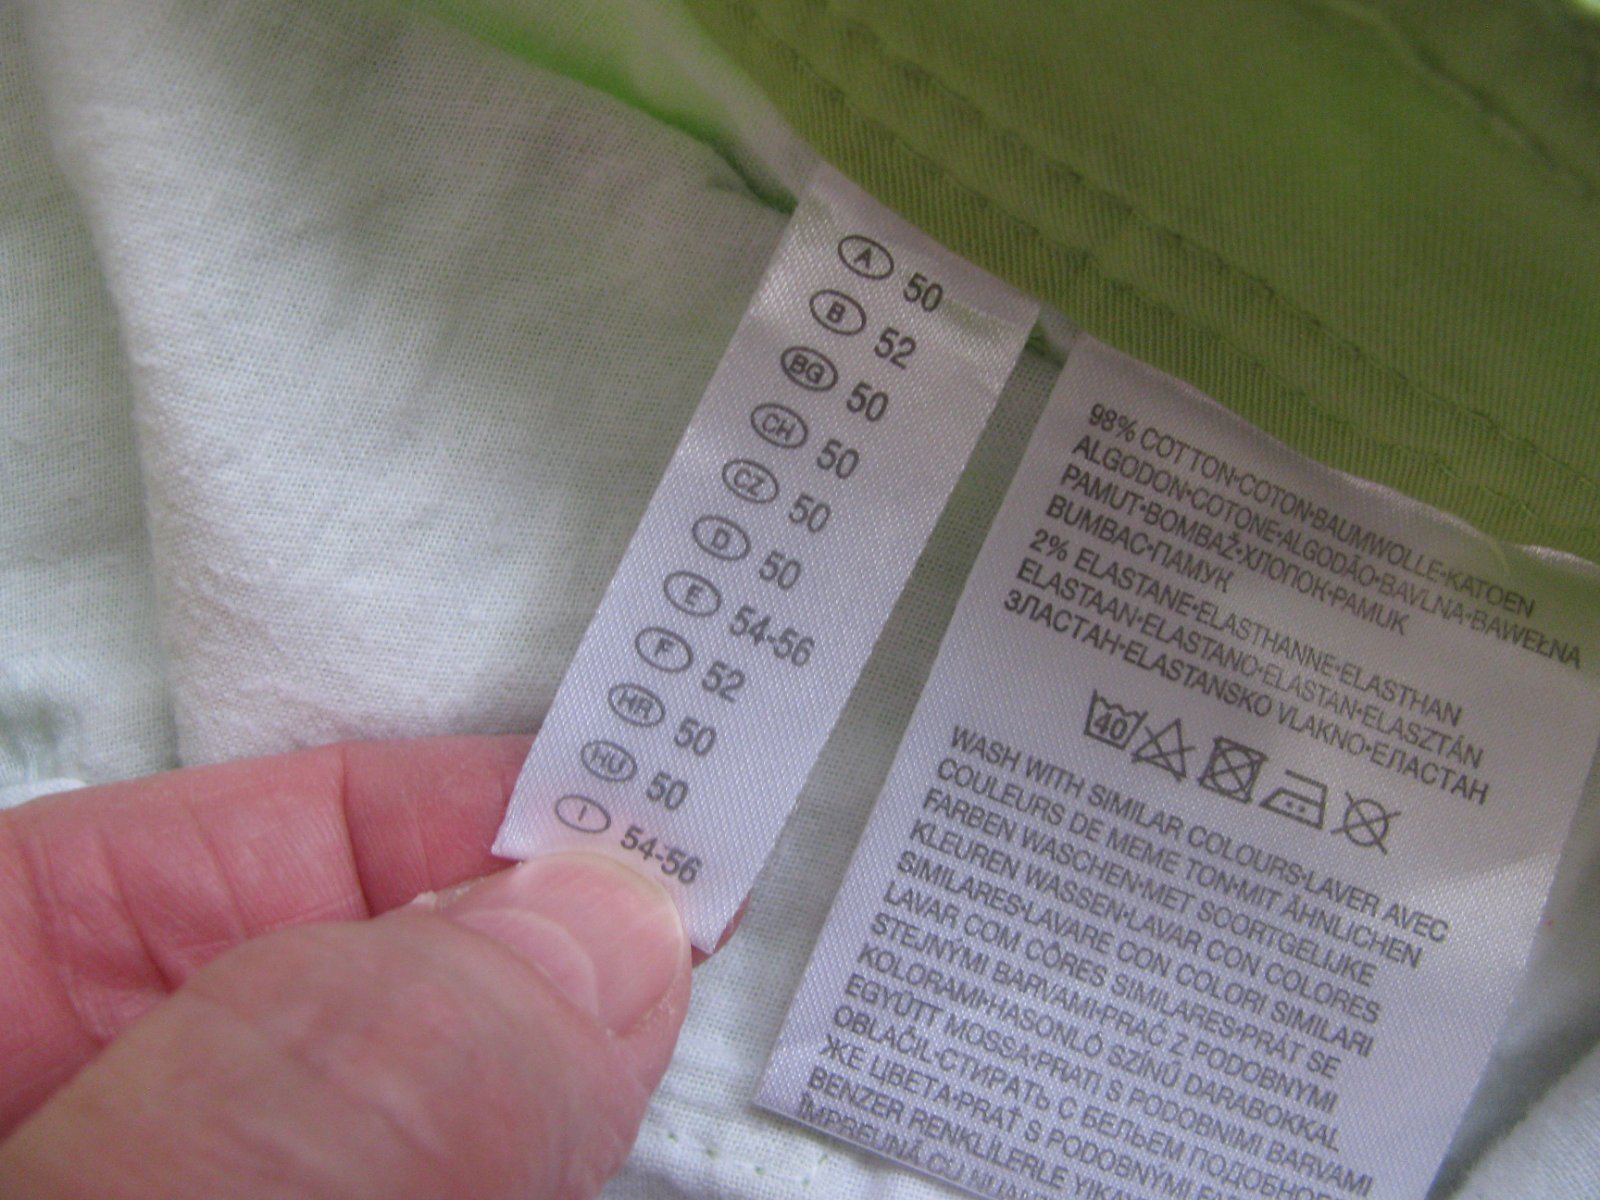 A 50
B 52
BG 50
CH 50
CZ 50
D 50
E 54-56
F 52
HR 50
HU 50
I 54-56
98% COTTON•COTON•BAUMWOLLE•KATOEN
ALGODON•COTONE•ALGODÃO•BAVLNA•BAWEŁNA
PAMUT•BOMBAŽ•ХЛОПОК•PAMUK
BUMBAC•ПАМУК
2% ELASTANE•ELASTHANNE•ELASTHAN
ELASTAAN•ELASTANO•ELASTAN•ELASZTÁN
ЗЛАСТАН•ELASTANSKO VLAKNO•ЕЛАСТАН
40
WASH WITH SIMILAR COLOURS•LAVER AVEC
COULEURS DE MEME TON•MIT ÄHNLICHEN
FARBEN WASCHEN•MET SOORTGELIJKE
KLEUREN WASSEN•LAVAR CON COLORES
SIMILARES•LAVARE CON COLORI SIMILARI
LAVAR COM CÔRES SIMILARES•PRÁT SE
STEJNÝMI BARVAMI•PRAĆ Z PODOBNYMI
KOLORAMI•HASONLÓ SZÍNŰ DARABOKKAL
EGYÜTT MOSSA•PRATI S PODOBNIMI BARVAMI
OBLAČIL•СТИРАТЬ С БЕЛЬЕМ ПОДОБНОГО
ЖЕ ЦВЕТА•PRAŤ S PODOBNÝMI
BENZER RENKLİLERLE
ÎMPREUNĂ CU